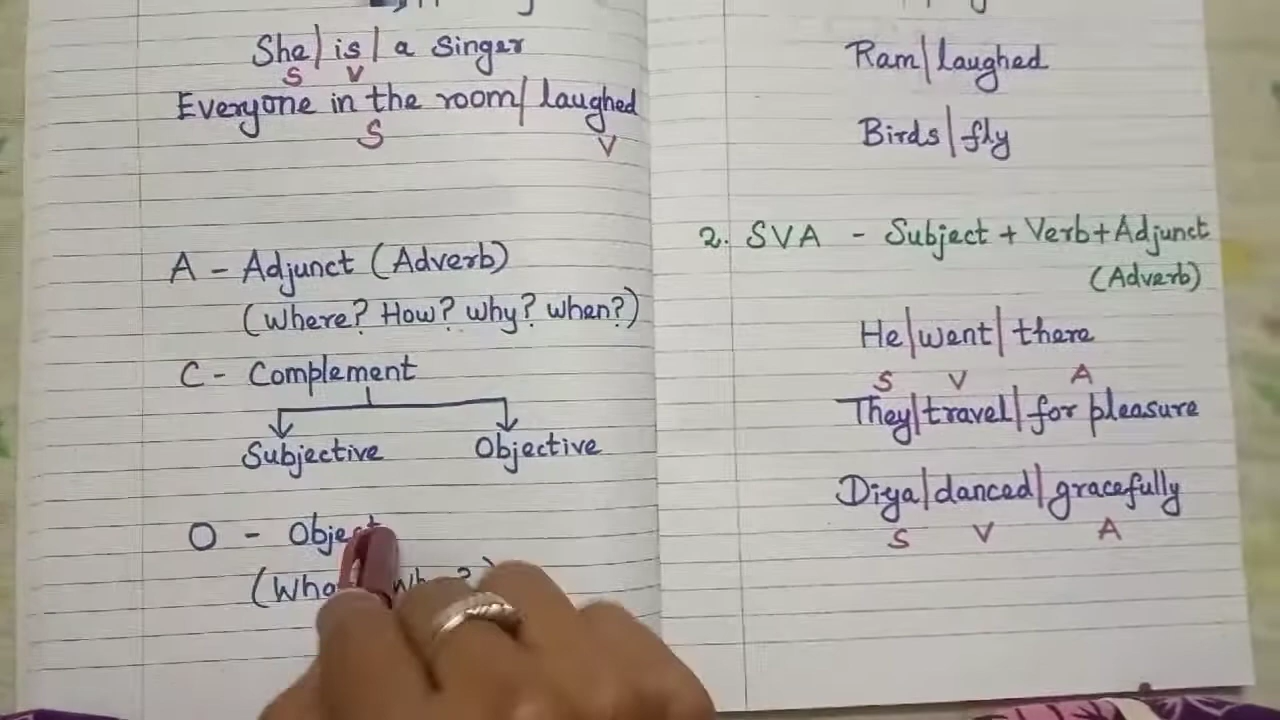 She| is | a Singer
S V
Everyone in the room/ laughed
S V
A - Adjunct (Adverb)
(Where? How? why? when?)
C - Complement
Subjective Objective
O - Object
Ram | laughed
Birds | fly
2. SVA - Subject + Verb + Adjunct
(Adverb)
He | went | there
S V A
They | travel | for pleasure
Diya | danced | gracefully
S V A